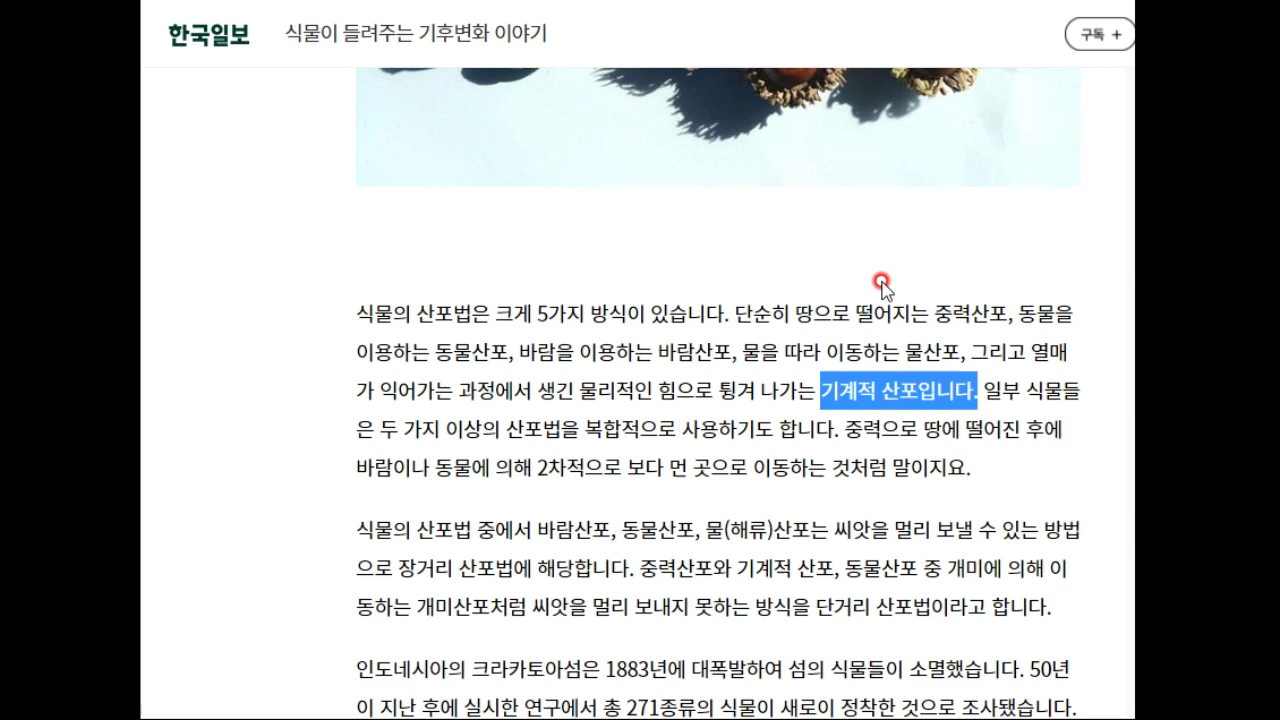 한국일보 식물이 들려주는 기후변화 이야기 구독 +
식물의 산포법은 크게 5가지 방식이 있습니다. 단순히 땅으로 떨어지는 중력산포, 동물을
이용하는 동물산포, 바람을 이용하는 바람산포, 물을 따라 이동하는 물산포, 그리고 열매
가 익어가는 과정에서 생긴 물리적인 힘으로 튕겨 나가는 기계적 산포입니다. 일부 식물들
은 두 가지 이상의 산포법을 복합적으로 사용하기도 합니다. 중력으로 땅에 떨어진 후에
바람이나 동물에 의해 2차적으로 보다 먼 곳으로 이동하는 것처럼 말이지요.
식물의 산포법 중에서 바람산포, 동물산포, 물(해류)산포는 씨앗을 멀리 보낼 수 있는 방법
으로 장거리 산포법에 해당합니다. 중력산포와 기계적 산포, 동물산포 중 개미에 의해 이
동하는 개미산포처럼 씨앗을 멀리 보내지 못하는 방식을 단거리 산포법이라고 합니다.
인도네시아의 크라카토아섬은 1883년에 대폭발하여 섬의 식물들이 소멸했습니다. 50년
이 지난 후에 실시한 연구에서 총 271종류의 식물이 새로이 정착한 것으로 조사됐습니다.